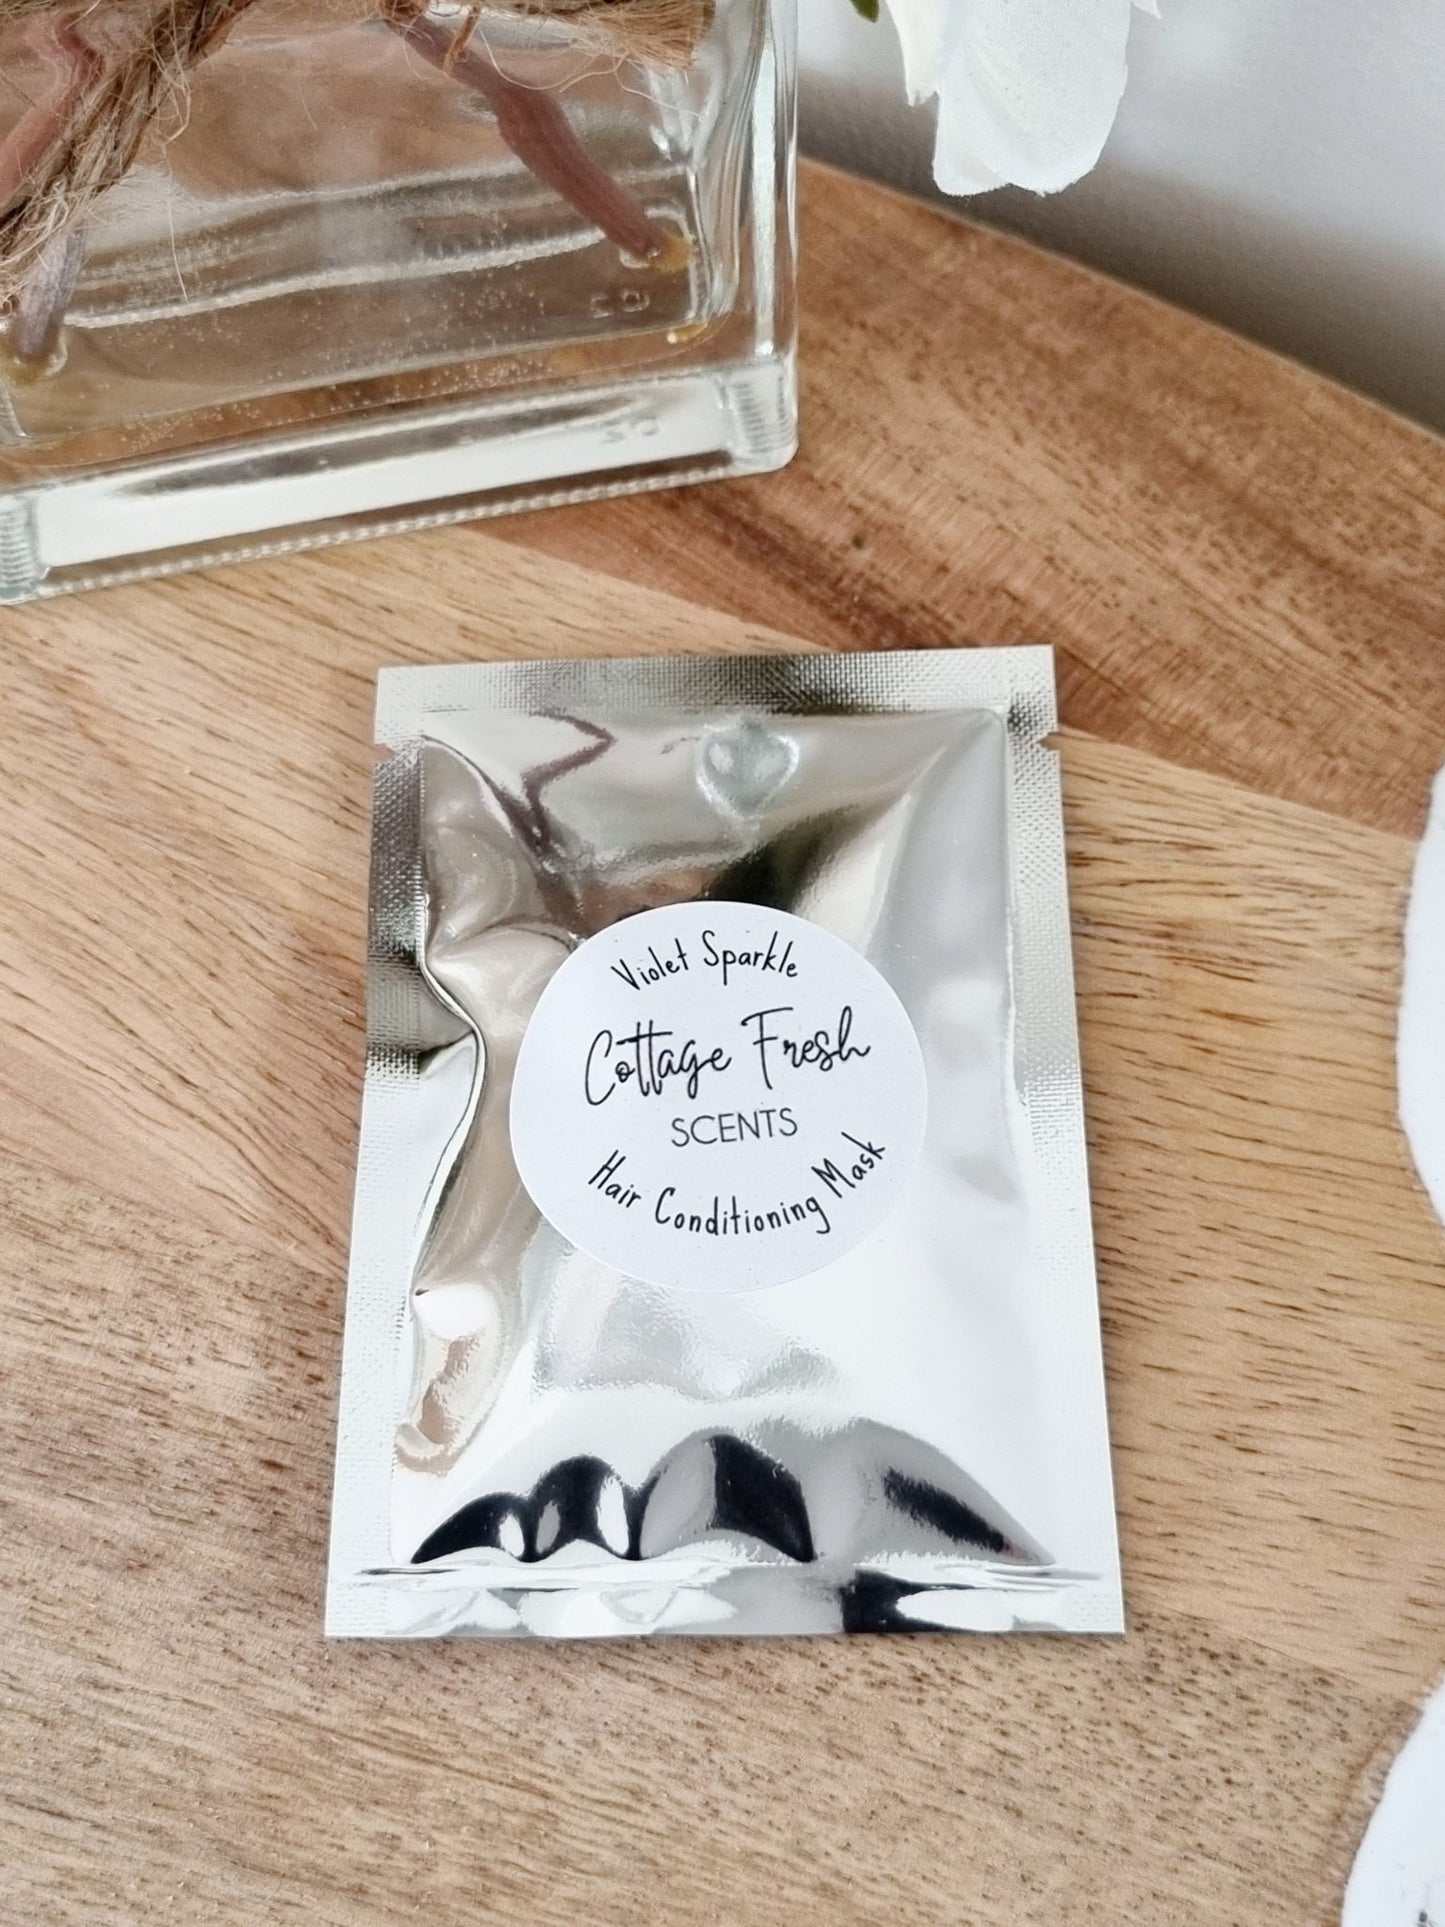 Violet Sparkle
Cottage Fresh
SCENTS
Hair Conditioning Mask